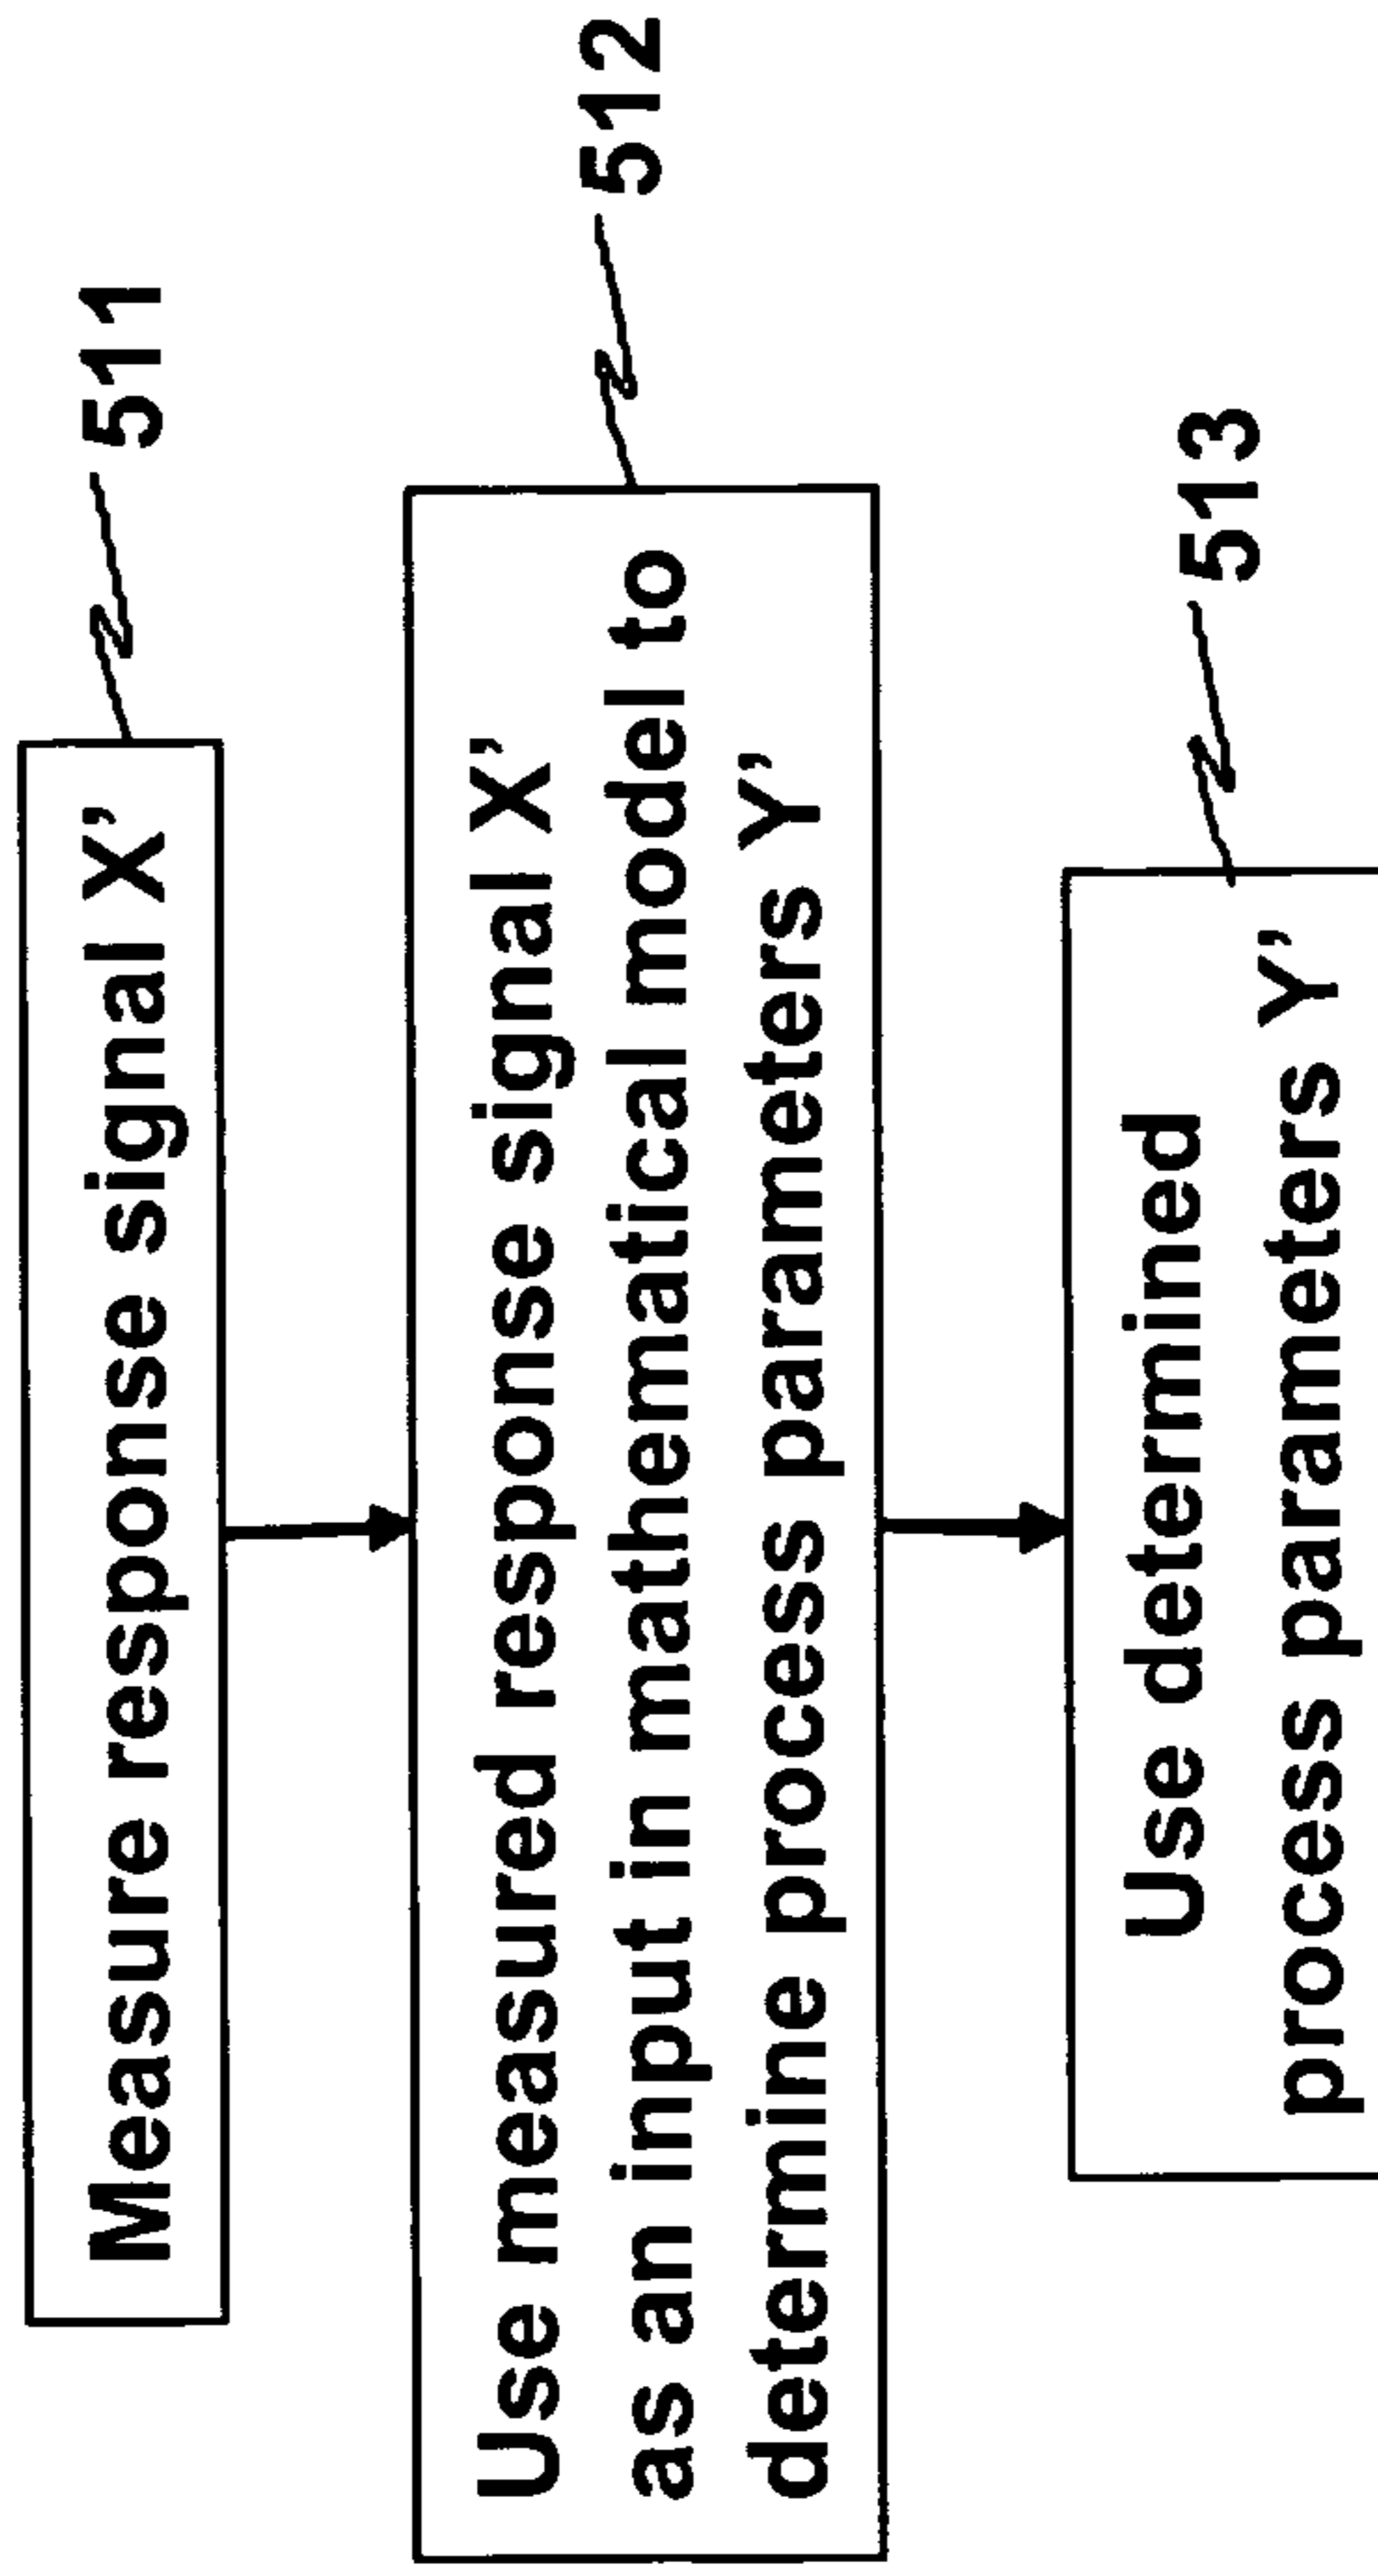 Measure response signal X’
511
Use measured response signal X’
as an input in mathematical model to
determine process parameters Y’
512
Use determined
process parameters Y’
513